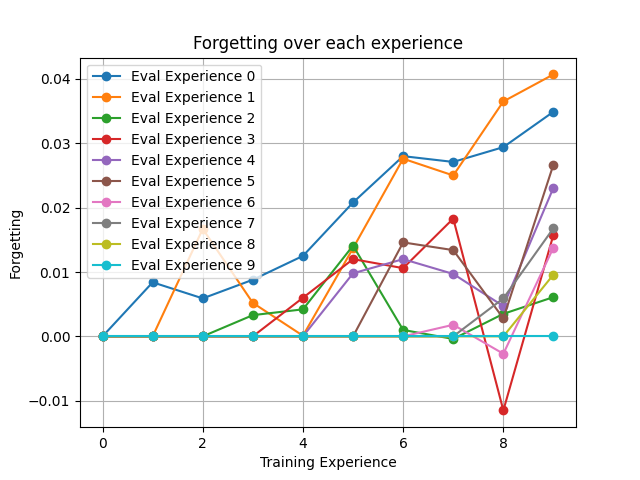 Forgetting over each experience
0.04
0.03
0.02
0.01
0.00
−0.01
Forgetting
Eval Experience 0
Eval Experience 1
Eval Experience 2
Eval Experience 3
Eval Experience 4
Eval Experience 5
Eval Experience 6
Eval Experience 7
Eval Experience 8
Eval Experience 9
0 2 4 6 8
Training Experience